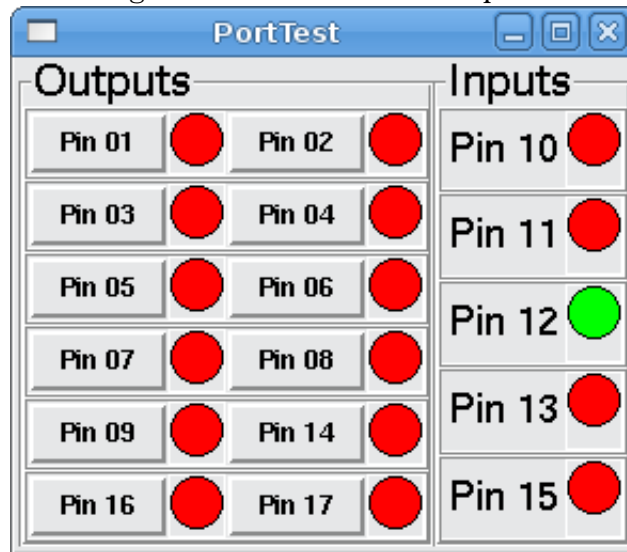 PortTest
Outputs
Inputs
Pin 01 Pin 02
Pin 03 Pin 04
Pin 05 Pin 06
Pin 07 Pin 08
Pin 09 Pin 14
Pin 16 Pin 17
Pin 10
Pin 11
Pin 12
Pin 13
Pin 15